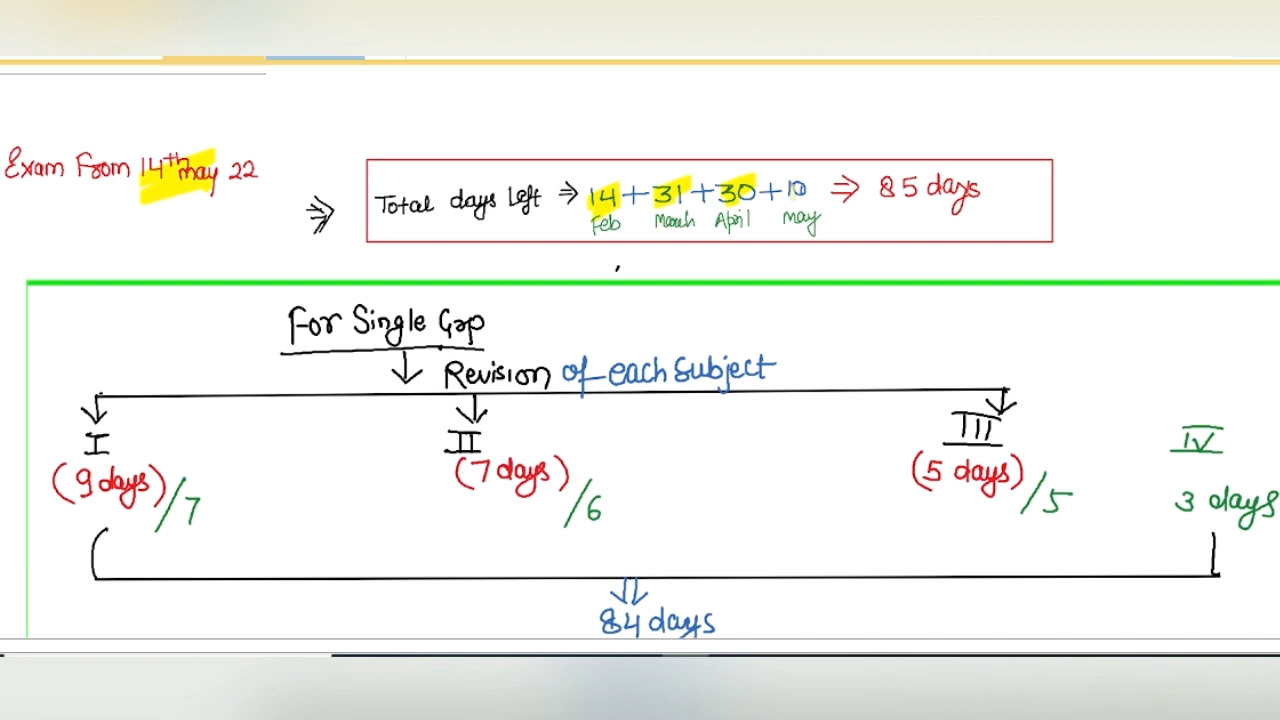 Exam From 14th may 22
Total days left ⇒ 14 + 31 + 30 + 10 ⇒ 85 days
Feb March April may
For Single Grp
Revision of each Subject
I II III IV
(9 days)/7 (7 days)/6 (5 days)/5 3 days
84 days